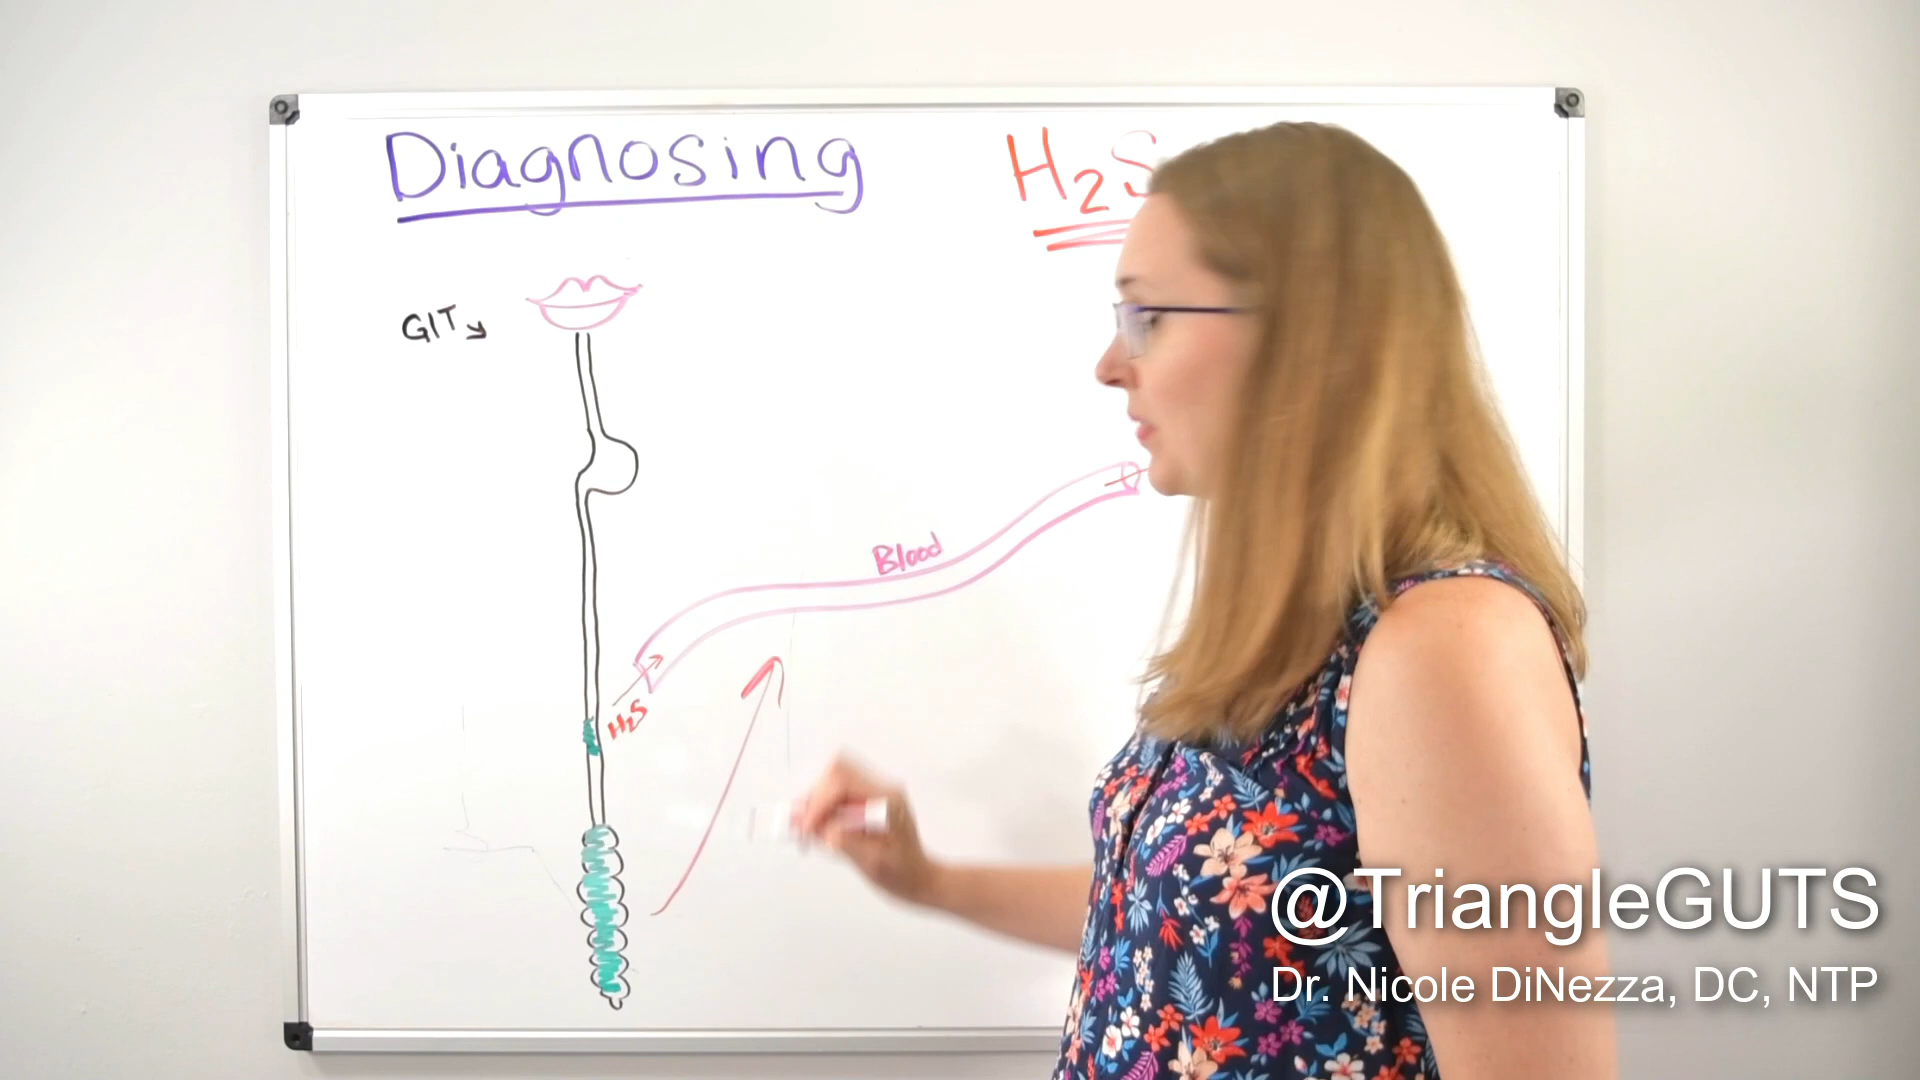 Diagnosing
H₂S
GIT
Blood
H₂S
@TriangleGUTS
Dr. Nicole DiNezza, DC, NTP